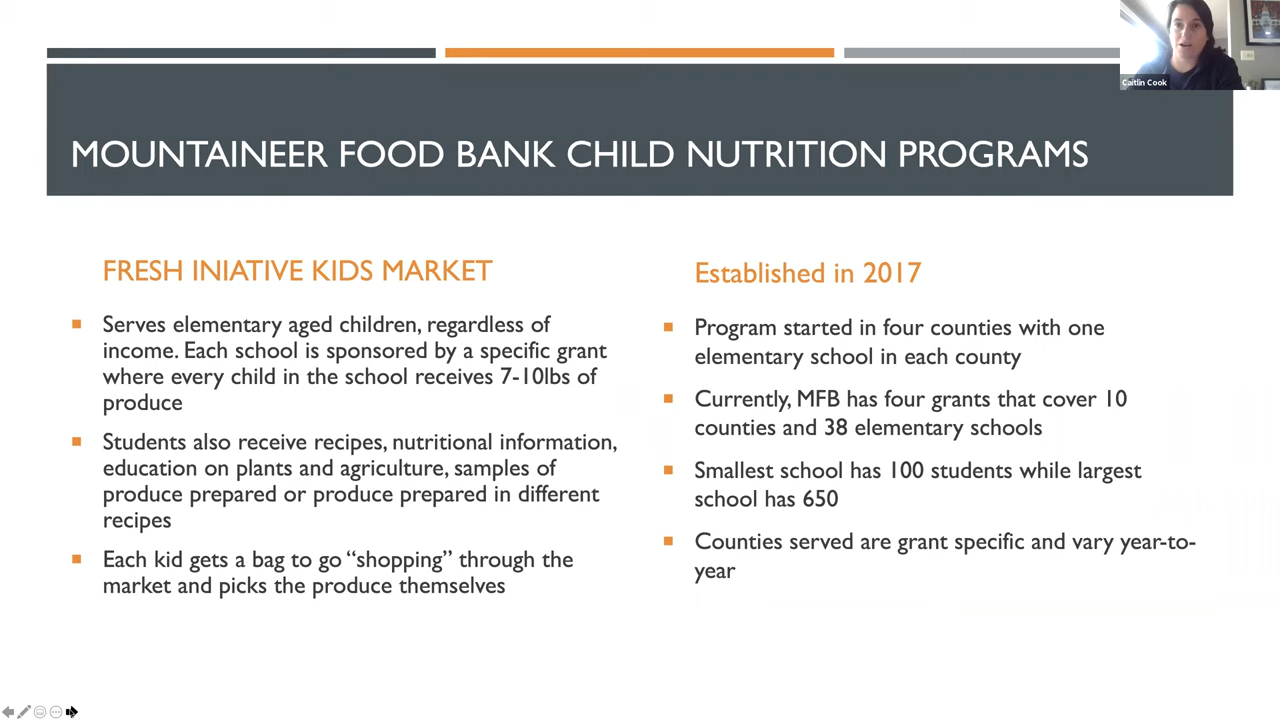 Caitlin Cook
MOUNTAINEER FOOD BANK CHILD NUTRITION PROGRAMS
FRESH INIATIVE KIDS MARKET
Serves elementary aged children, regardless of
income. Each school is sponsored by a specific grant
where every child in the school receives 7-10lbs of
produce
Students also receive recipes, nutritional information,
education on plants and agriculture, samples of
produce prepared or produce prepared in different
recipes
Each kid gets a bag to go “shopping” through the
market and picks the produce themselves
Established in 2017
Program started in four counties with one
elementary school in each county
Currently, MFB has four grants that cover 10
counties and 38 elementary schools
Smallest school has 100 students while largest
school has 650
Counties served are grant specific and vary year-to-
year